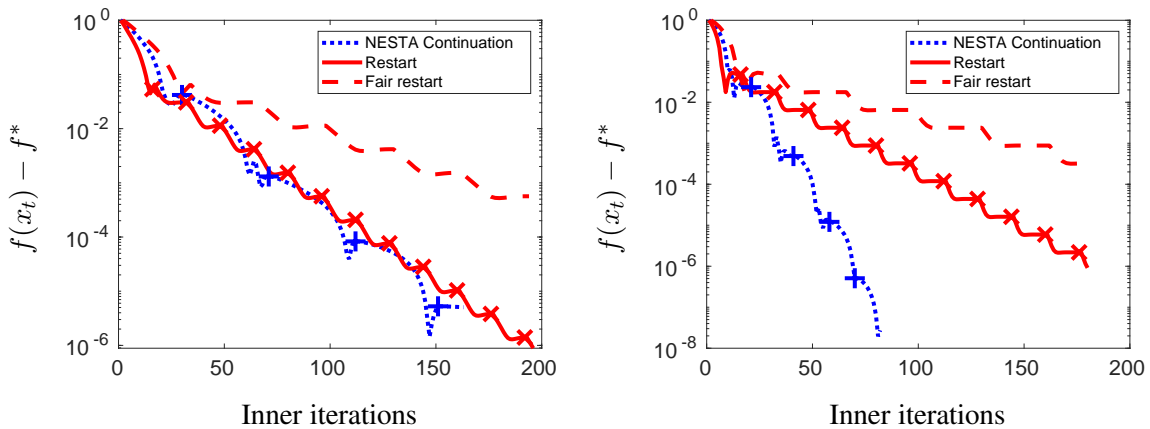 10^0
10^-2
10^-4
10^-6
f(x_t) − f^*
NESTA Continuation
Restart
Fair restart
0 50 100 150 200
Inner iterations
10^0
10^-2
10^-4
10^-6
10^-8
f(x_t) − f^*
NESTA Continuation
Restart
Fair restart
0 50 100 150 200
Inner iterations